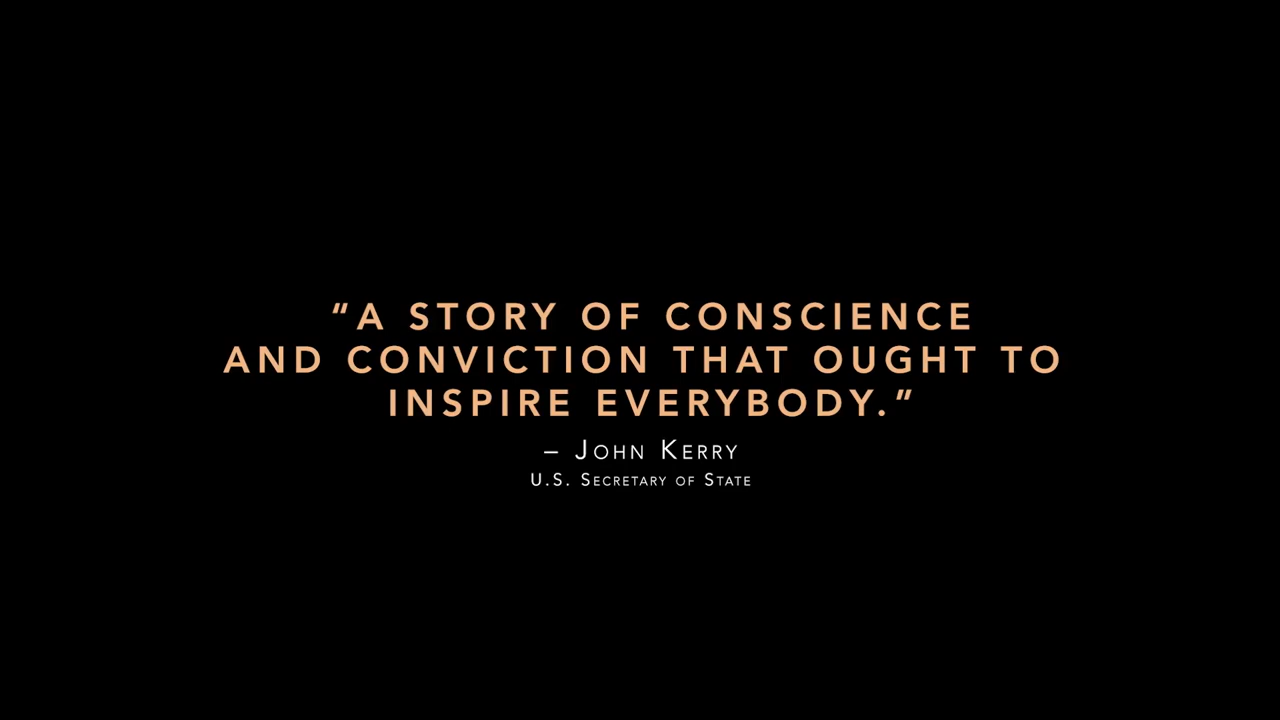 “A STORY OF CONSCIENCE
AND CONVICTION THAT OUGHT TO
INSPIRE EVERYBODY.”
– JOHN KERRY
U.S. SECRETARY OF STATE